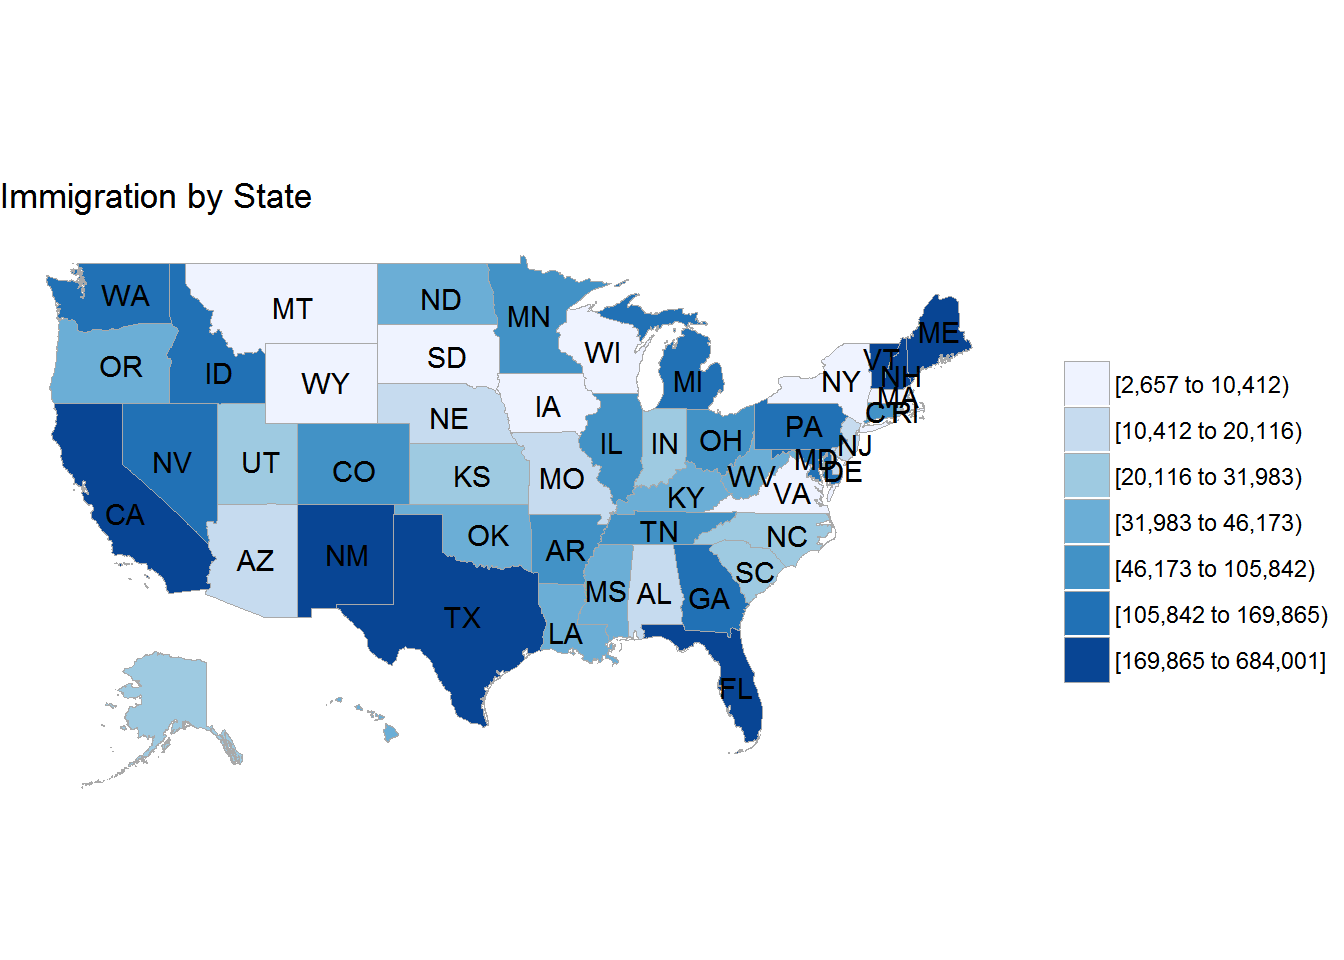 Immigration by State
WA
MT
ND
MN
ME
OR
ID
WY
SD
WI
MI
NY
VT
NH
MA
CT
RI
NE
IA
PA
NJ
NV
UT
CO
KS
MO
IL
IN
OH
MD
DE
WV
VA
KY
CA
AZ
NM
OK
AR
TN
NC
SC
TX
LA
MS
AL
GA
FL
[2,657 to 10,412)
[10,412 to 20,116)
[20,116 to 31,983)
[31,983 to 46,173)
[46,173 to 105,842)
[105,842 to 169,865)
[169,865 to 684,001]